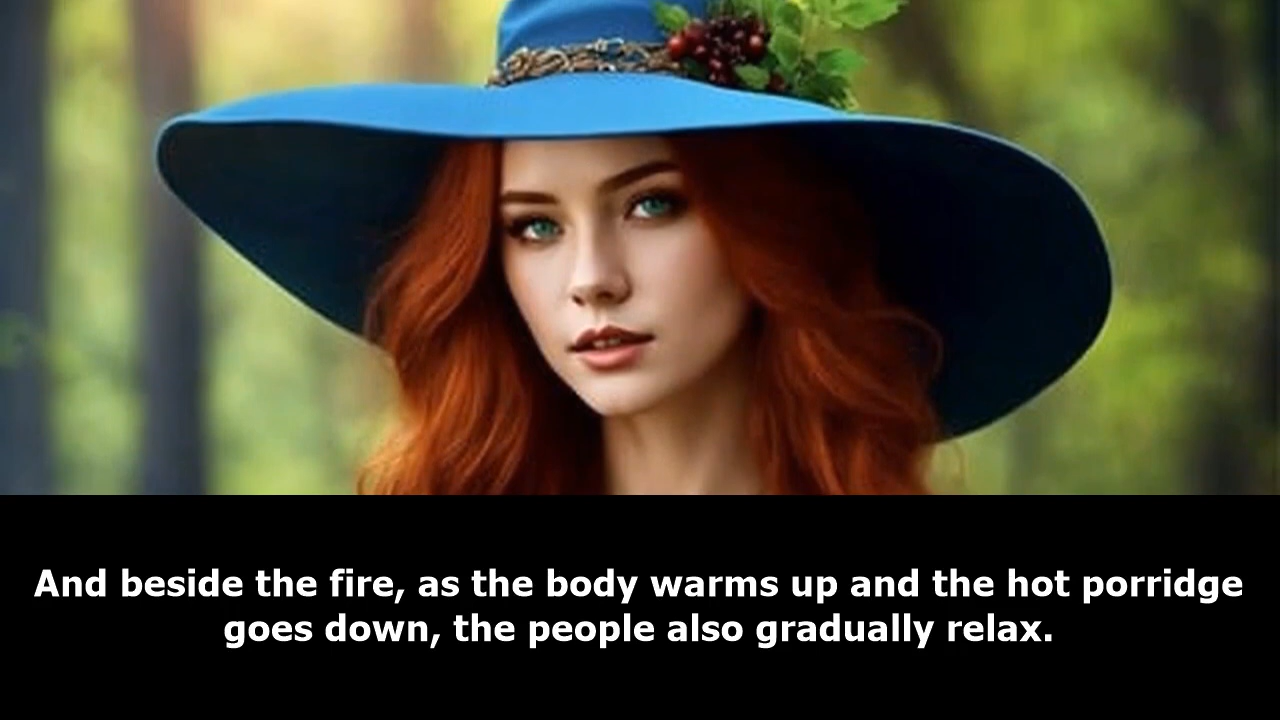 And beside the fire, as the body warms up and the hot porridge
goes down, the people also gradually relax.